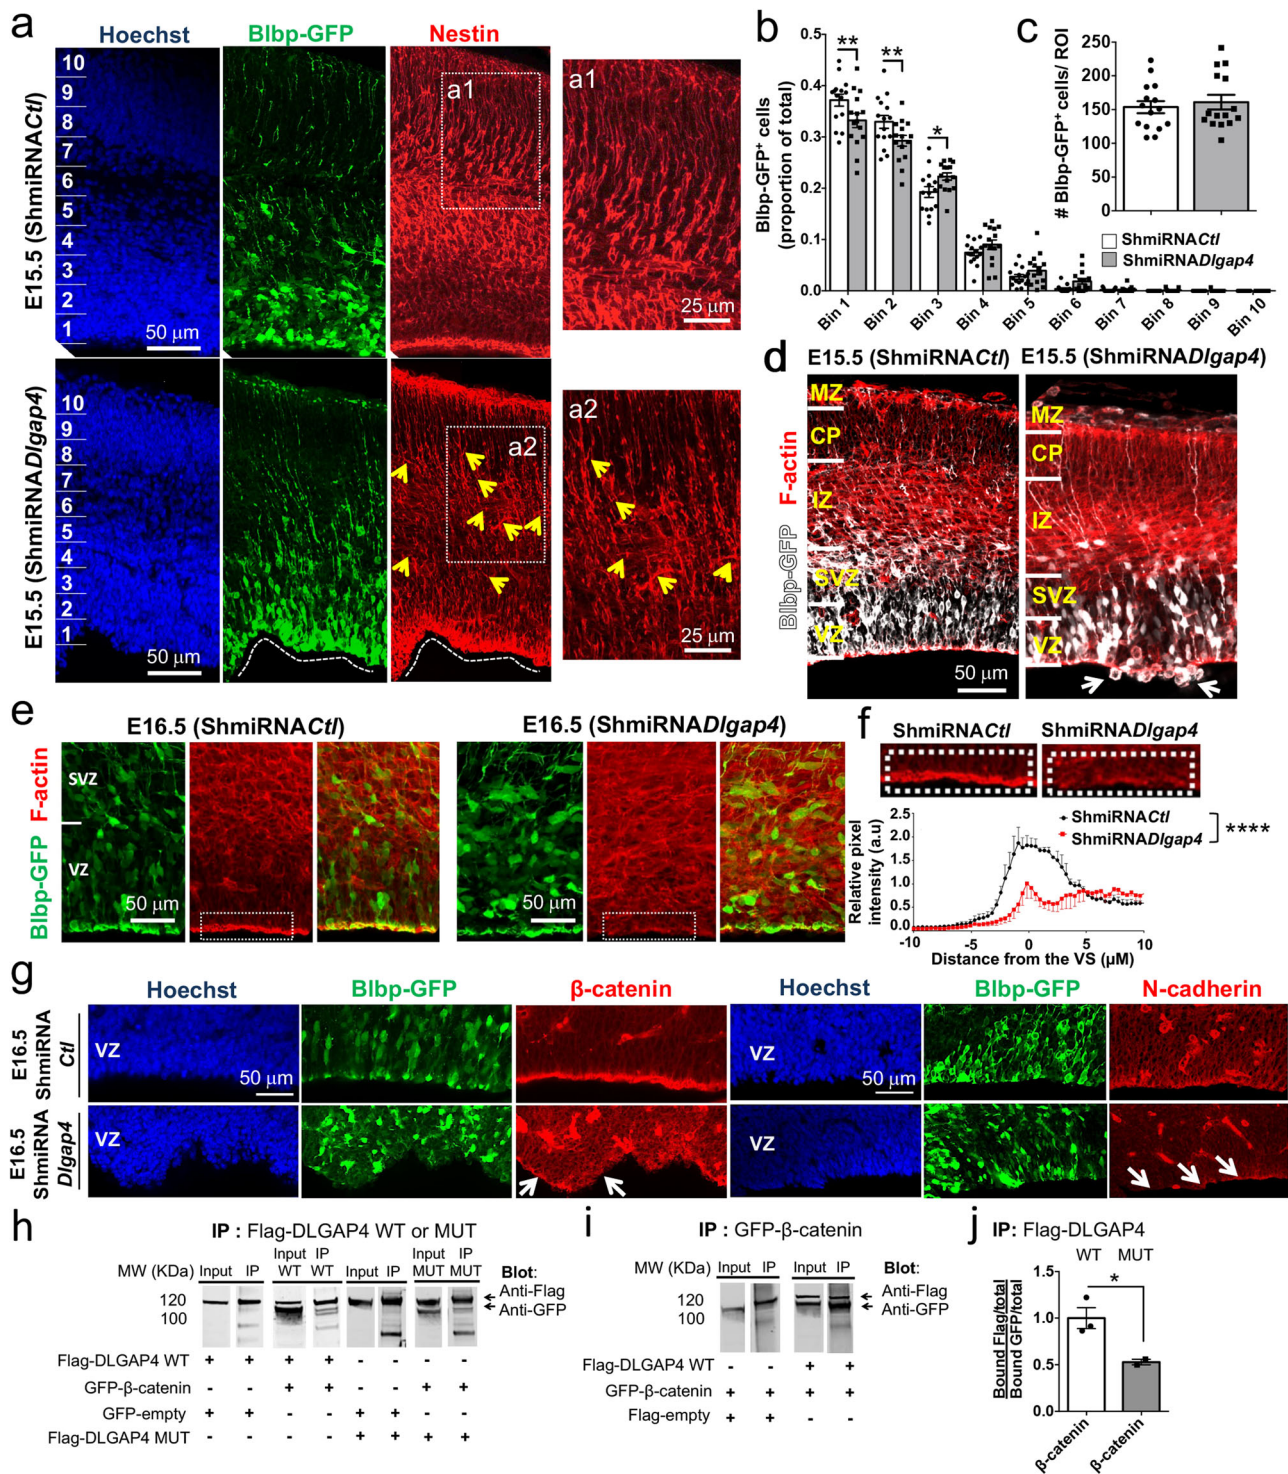 a
Hoechst
Blbp-GFP
Nestin
E15.5 (ShmiRNACtl)
10
9
8
7
6
5
4
3
2
1
50 µm
a1
a1
25 µm
E15.5 (ShmiRNADlgap4)
10
9
8
7
6
5
4
3
2
1
50 µm
a2
a2
25 µm
b
Blbp-GFP+ cells
(proportion of total)
0.5
0.4
0.3
0.2
0.1
0.0
**
**
*
Bin 1
Bin 2
Bin 3
Bin 4
Bin 5
Bin 6
Bin 7
Bin 8
Bin 9
Bin 10
c
# Blbp-GFP+cells/ ROI
250
200
150
100
50
0
ShmiRNACtl
ShmiRNADlgap4
d
E15.5 (ShmiRNACtl)
E15.5 (ShmiRNADlgap4)
Blbp-GFP F-actin
MZ
CP
IZ
SVZ
VZ
50 µm
MZ
CP
IZ
SVZ
VZ
e
E16.5 (ShmiRNACtl)
E16.5 (ShmiRNADlgap4)
Blbp-GFP F-actin
SVZ
VZ
50 µm
50 µm
f
ShmiRNACtl
ShmiRNADlgap4
ShmiRNACtl
ShmiRNADlgap4
****
Relative pixel
intensity (a.u)
2.5
2.0
1.5
1.0
0.5
0.0
-10
-5
0
5
10
Distance from the VS (µM)
g
Hoechst
Blbp-GFP
β-catenin
Hoechst
Blbp-GFP
N-cadherin
E16.5
ShmiRNA
Ctl
VZ
50 µm
VZ
50 µm
E16.5
ShmiRNA
Dlgap4
VZ
VZ
h
IP : Flag-DLGAP4 WT or MUT
MW (KDa)
Input
IP
Input WT
IP WT
Input
IP
Input MUT
IP MUT
Blot:
120
100
Anti-Flag
Anti-GFP
Flag-DLGAP4 WT + + + + - - - -
GFP-β-catenin - - + + - - + +
GFP-empty + + - - + + - -
Flag-DLGAP4 MUT - - - - + + + +
i
IP : GFP-β-catenin
MW (KDa)
Input
IP
Input
IP
Blot:
120
100
Anti-Flag
Anti-GFP
Flag-DLGAP4 WT - - + +
GFP-β-catenin + + + +
Flag-empty + + - -
j
IP: Flag-DLGAP4
WT MUT
Bound Flag/total
Bound GFP/total
1.5
1.0
0.5
0.0
*
β-catenin
β-catenin